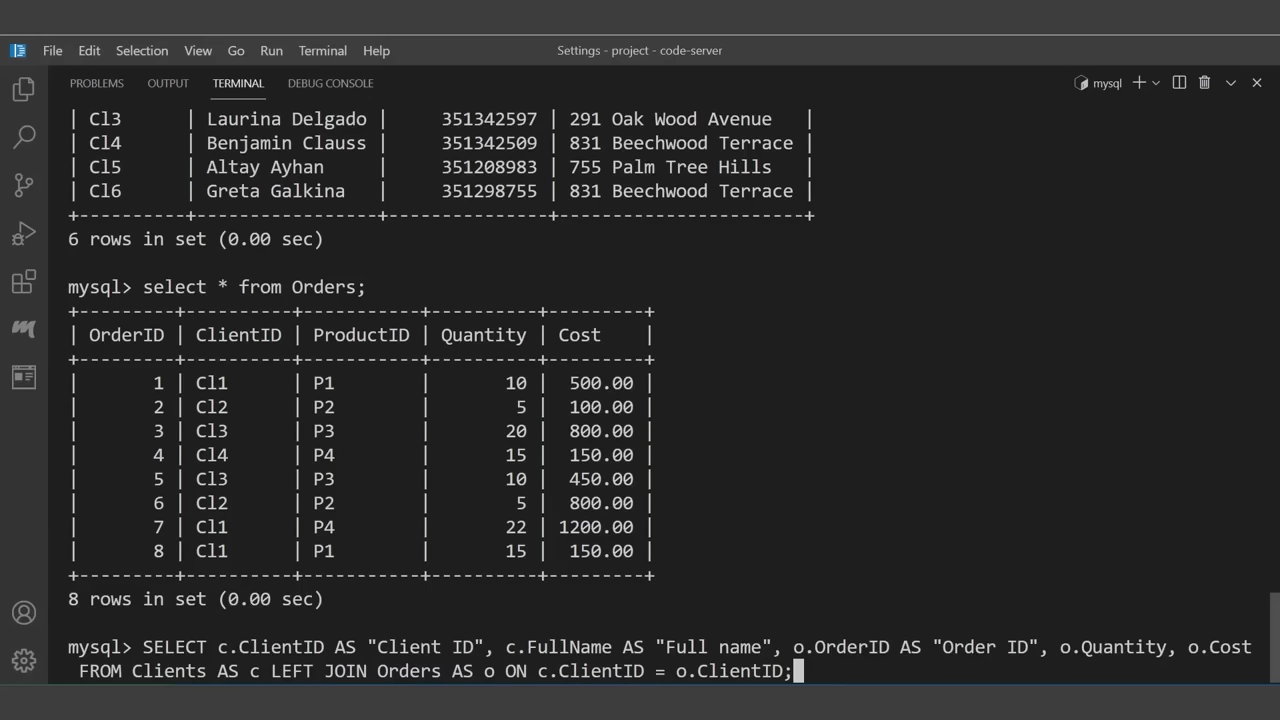 File Edit Selection View Go Run Terminal Help Settings - project - code-server
PROBLEMS OUTPUT TERMINAL DEBUG CONSOLE mysql
| Cl3 | Laurina Delgado | 351342597 | 291 Oak Wood Avenue |
| Cl4 | Benjamin Clauss | 351342509 | 831 Beechwood Terrace |
| Cl5 | Altay Ayhan | 351208983 | 755 Palm Tree Hills |
| Cl6 | Greta Galkina | 351298755 | 831 Beechwood Terrace |
+----------+-----------------+---------------+-----------------------+
6 rows in set (0.00 sec)
mysql> select * from Orders;
+---------+----------+-----------+----------+---------+
| OrderID | ClientID | ProductID | Quantity | Cost |
+---------+----------+-----------+----------+---------+
| 1 | Cl1 | P1 | 10 | 500.00 |
| 2 | Cl2 | P2 | 5 | 100.00 |
| 3 | Cl3 | P3 | 20 | 800.00 |
| 4 | Cl4 | P4 | 15 | 150.00 |
| 5 | Cl3 | P3 | 10 | 450.00 |
| 6 | Cl2 | P2 | 5 | 800.00 |
| 7 | Cl1 | P4 | 22 | 1200.00 |
| 8 | Cl1 | P1 | 15 | 150.00 |
+---------+----------+-----------+----------+---------+
8 rows in set (0.00 sec)
mysql> SELECT c.ClientID AS "Client ID", c.FullName AS "Full name", o.OrderID AS "Order ID", o.Quantity, o.Cost
FROM Clients AS c LEFT JOIN Orders AS o ON c.ClientID = o.ClientID;